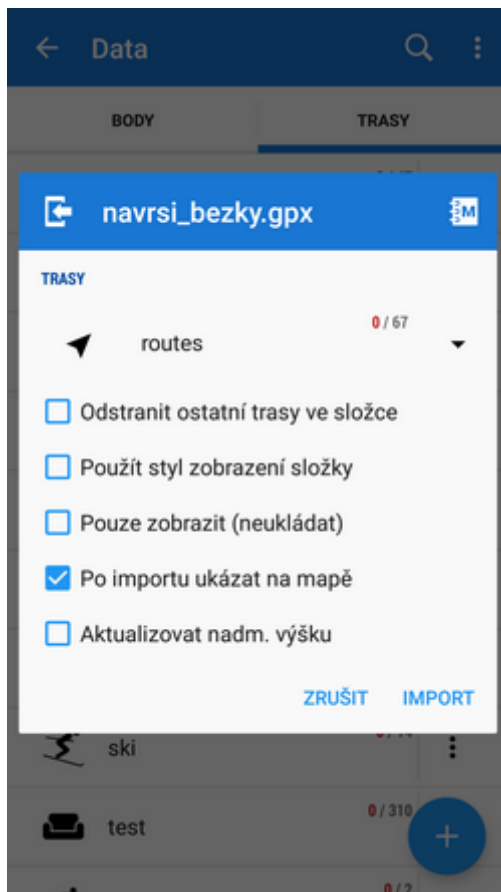 Data
BODY
TRASY
navrsi_bezky.gpx
M
TRASY
0 / 67
routes
Odstranit ostatní trasy ve složce
Použít styl zobrazení složky
Pouze zobrazit (neukládat)
Po importu ukázat na mapě
Aktualizovat nadm. výšku
ZRUŠIT
IMPORT
ski
0 / 310
test
0 / 2